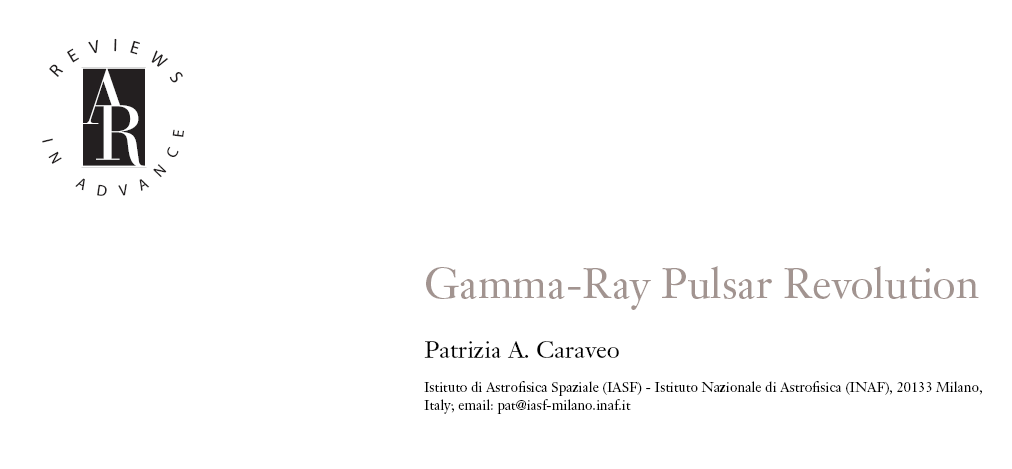 REVIEWS
AR
IN ADVANCE
Gamma-Ray Pulsar Revolution
Patrizia A. Caraveo
Istituto di Astrofisica Spaziale (IASF) - Istituto Nazionale di Astrofisica (INAF), 20133 Milano,
Italy; email: pat@iasf-milano.inaf.it